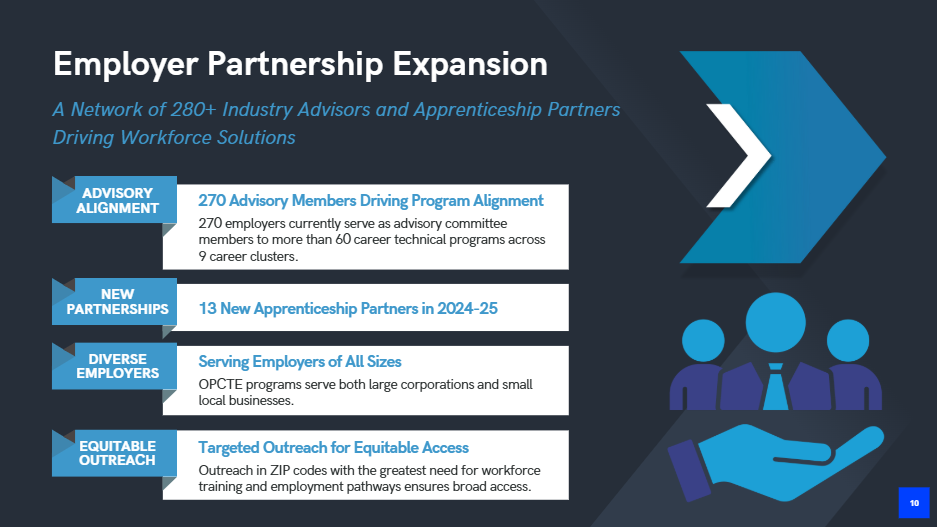 Employer Partnership Expansion
A Network of 280+ Industry Advisors and Apprenticeship Partners
Driving Workforce Solutions
ADVISORY
ALIGNMENT
270 Advisory Members Driving Program Alignment
270 employers currently serve as advisory committee
members to more than 60 career technical programs across
9 career clusters.
NEW
PARTNERSHIPS
13 New Apprenticeship Partners in 2024-25
DIVERSE
EMPLOYERS
Serving Employers of All Sizes
OPCTE programs serve both large corporations and small
local businesses.
EQUITABLE
OUTREACH
Targeted Outreach for Equitable Access
Outreach in ZIP codes with the greatest need for workforce
training and employment pathways ensures broad access.
10